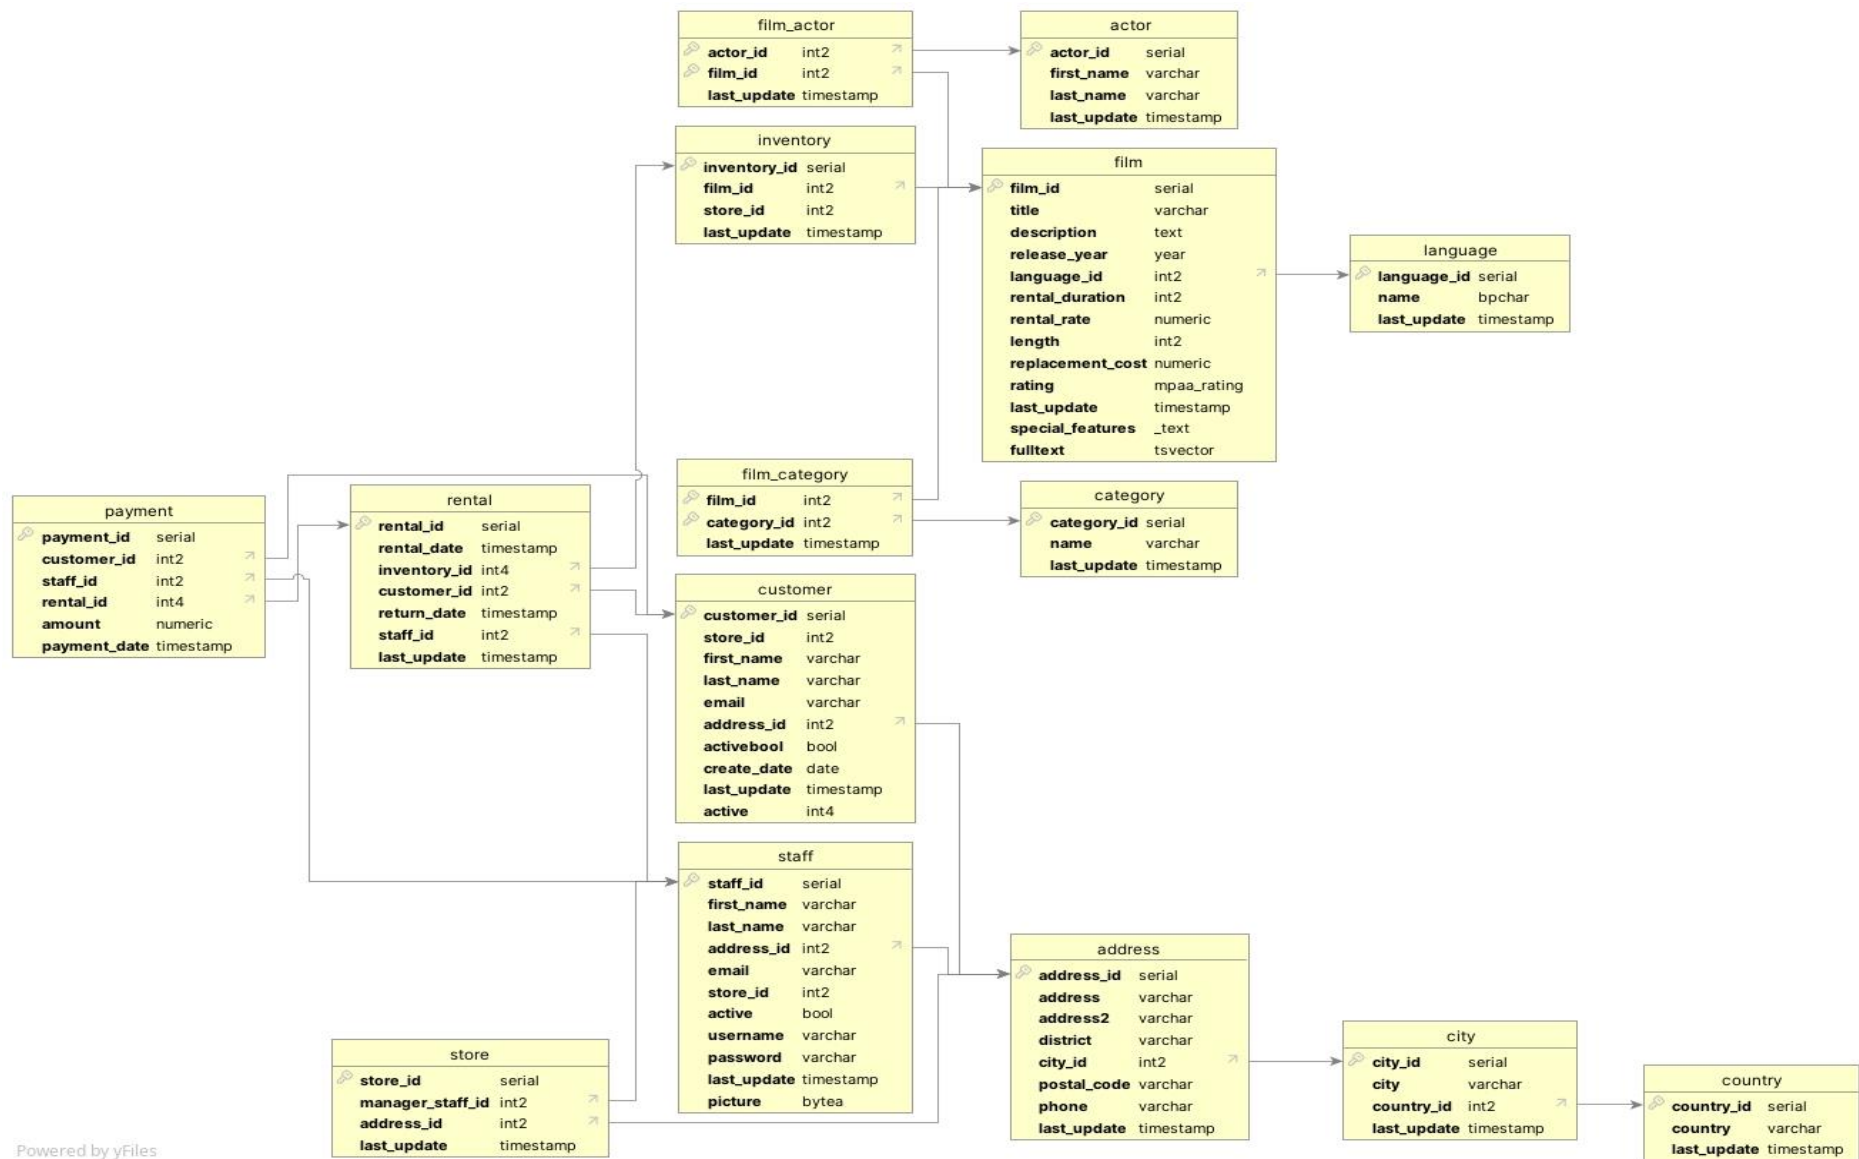 film_actor
actor_id int2
film_id int2
last_update timestamp
actor
actor_id serial
first_name varchar
last_name varchar
last_update timestamp
inventory
inventory_id serial
film_id int2
store_id int2
last_update timestamp
film
film_id serial
title varchar
description text
release_year year
language_id int2
rental_duration int2
rental_rate numeric
length int2
replacement_cost numeric
rating mpaa_rating
last_update timestamp
special_features _text
fulltext tsvector
language
language_id serial
name bpchar
last_update timestamp
payment
payment_id serial
customer_id int2
staff_id int2
rental_id int4
amount numeric
payment_date timestamp
rental
rental_id serial
rental_date timestamp
inventory_id int4
customer_id int2
return_date timestamp
staff_id int2
last_update timestamp
film_category
film_id int2
category_id int2
last_update timestamp
category
category_id serial
name varchar
last_update timestamp
customer
customer_id serial
store_id int2
first_name varchar
last_name varchar
email varchar
address_id int2
activebool bool
create_date date
last_update timestamp
active int4
staff
staff_id serial
first_name varchar
last_name varchar
address_id int2
email varchar
store_id int2
active bool
username varchar
password varchar
last_update timestamp
picture bytea
store
store_id serial
manager_staff_id int2
address_id int2
last_update timestamp
address
address_id serial
address varchar
address2 varchar
district varchar
city_id int2
postal_code varchar
phone varchar
last_update timestamp
city
city_id serial
city varchar
country_id int2
last_update timestamp
country
country_id serial
country varchar
last_update timestamp
Powered by yFiles